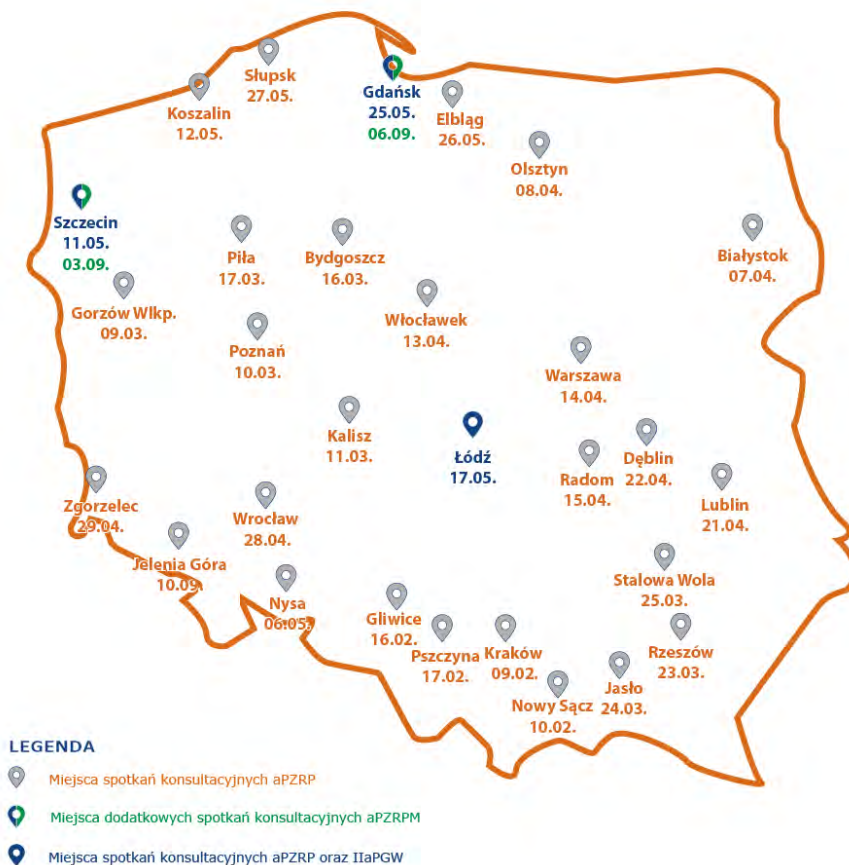 Słupsk
27.05.
Koszalin
12.05.
Gdańsk
25.05.
06.09.
Elbląg
26.05.
Olsztyn
08.04.
Szczecin
11.05.
03.09.
Piła
17.03.
Bydgoszcz
16.03.
Białystok
07.04.
Gorzów Wlkp.
09.03.
Włocławek
13.04.
Poznań
10.03.
Warszawa
14.04.
Kalisz
11.03.
Łódź
17.05.
Radom
15.04.
Dęblin
22.04.
Lublin
21.04.
Zgorzelec
29.04.
Wrocław
28.04.
Jelenia Góra
10.09.
Nysa
06.05.
Stalowa Wola
25.03.
Gliwice
16.02.
Pszczyna
17.02.
Kraków
09.02.
Rzeszów
23.03.
Nowy Sącz
10.02.
Jasło
24.03.
LEGENDA
Miejsca spotkań konsultacyjnych aPZRP
Miejsca dodatkowych spotkań konsultacyjnych aPZRPM
Miejsca spotkań konsultacyjnych aPZRP oraz IIaPGW